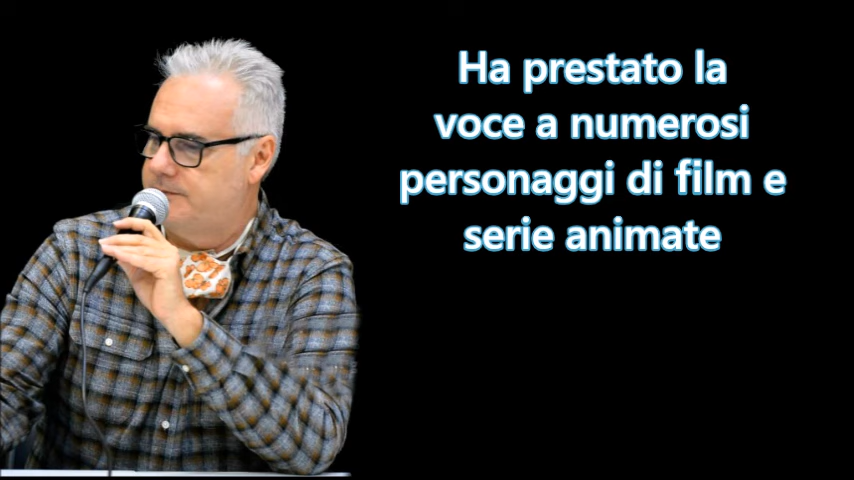 Ha prestato la
voce a numerosi
personaggi di film e
serie animate